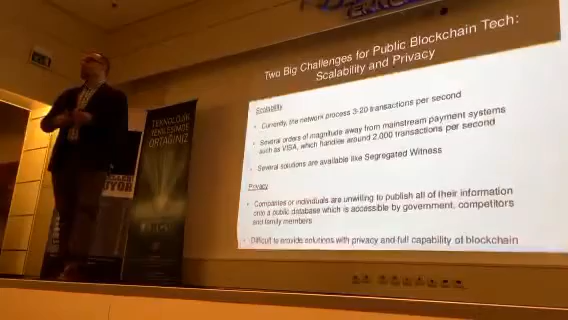 Two Big Challenges for Public Blockchain Tech:
Scalability and Privacy
Scalability
• Currently, the network process 3-20 transactions per second
• Several orders of magnitude away from mainstream payment systems
such as VISA, which handles around 2,000 transactions per second
• Several solutions are available like Segregated Witness
Privacy
• Companies or individuals are unwilling to publish all of their information
onto a public database which is accessible by government, competitors
and family members
• Difficult to provide solutions with privacy and full capability of blockchain
TEKNOLOJİK
YENİLEŞİMDE
ORTAĞINIZ